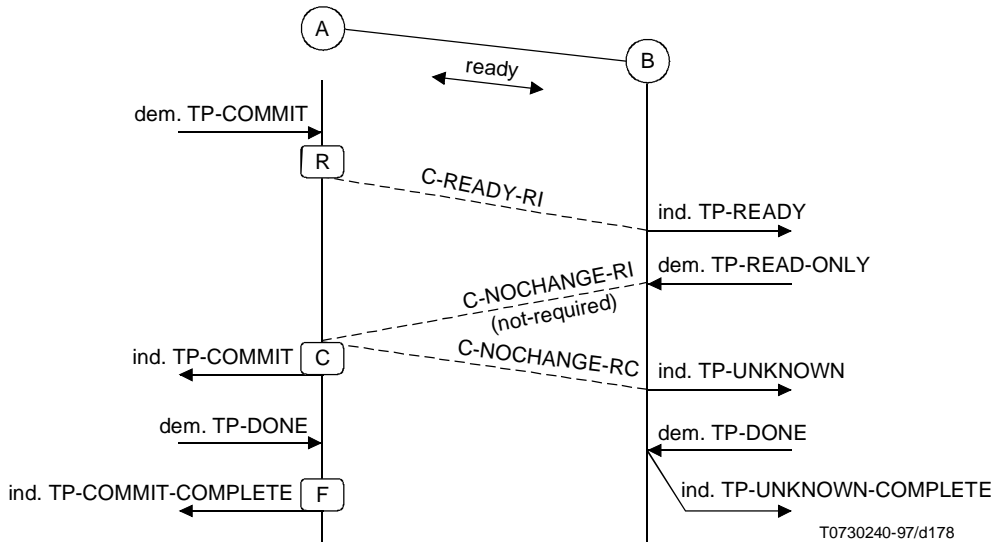 A
B
ready
dem. TP-COMMIT
R
C-READY-RI
ind. TP-READY
dem. TP-READ-ONLY
C-NOCHANGE-RI
(not-required)
ind. TP-COMMIT
C
C-NOCHANGE-RC
ind. TP-UNKNOWN
dem. TP-DONE
dem. TP-DONE
ind. TP-COMMIT-COMPLETE
F
ind. TP-UNKNOWN-COMPLETE
T0730240-97/d178